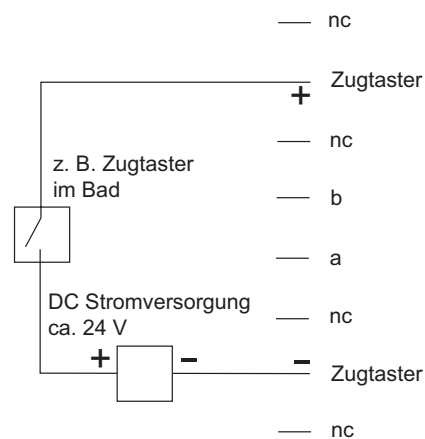 nc
Zugtaster
+
nc
z. B. Zugtaster
im Bad
b
a
DC Stromversorgung
ca. 24 V
nc
+
–
–
Zugtaster
nc